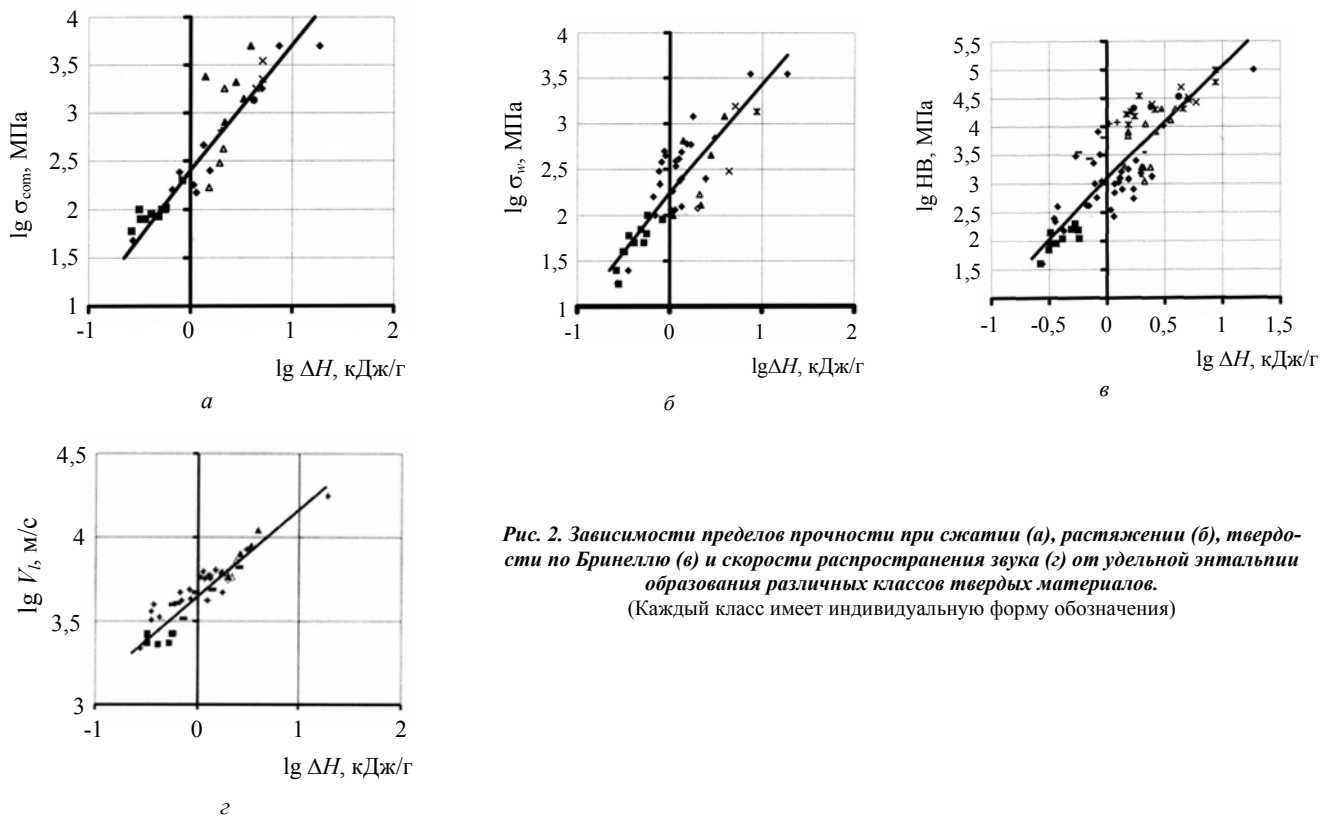 4
3,5
3
2,5
2
1,5
1
-1
0
1
2
lg σcom, МПа
lg ΔH, кДж/г
а
4
3,5
3
2,5
2
1,5
1
-1
0
1
2
lg σw, МПа
lgΔH, кДж/г
б
5,5
5
4,5
4
3,5
3
2,5
2
1,5
-1
-0,5
0
0,5
1
1,5
lg HB, МПа
lg ΔH, кДж/г
в
4,5
4
3,5
3
-1
0
1
2
lg Vl, м/с
lg ΔH, кДж/г
г
Рис. 2. Зависимости пределов прочности при сжатии (а), растяжении (б), твердо-
сти по Бринеллю (в) и скорости распространения звука (г) от удельной энтальпии
образования различных классов твердых материалов.
(Каждый класс имеет индивидуальную форму обозначения)